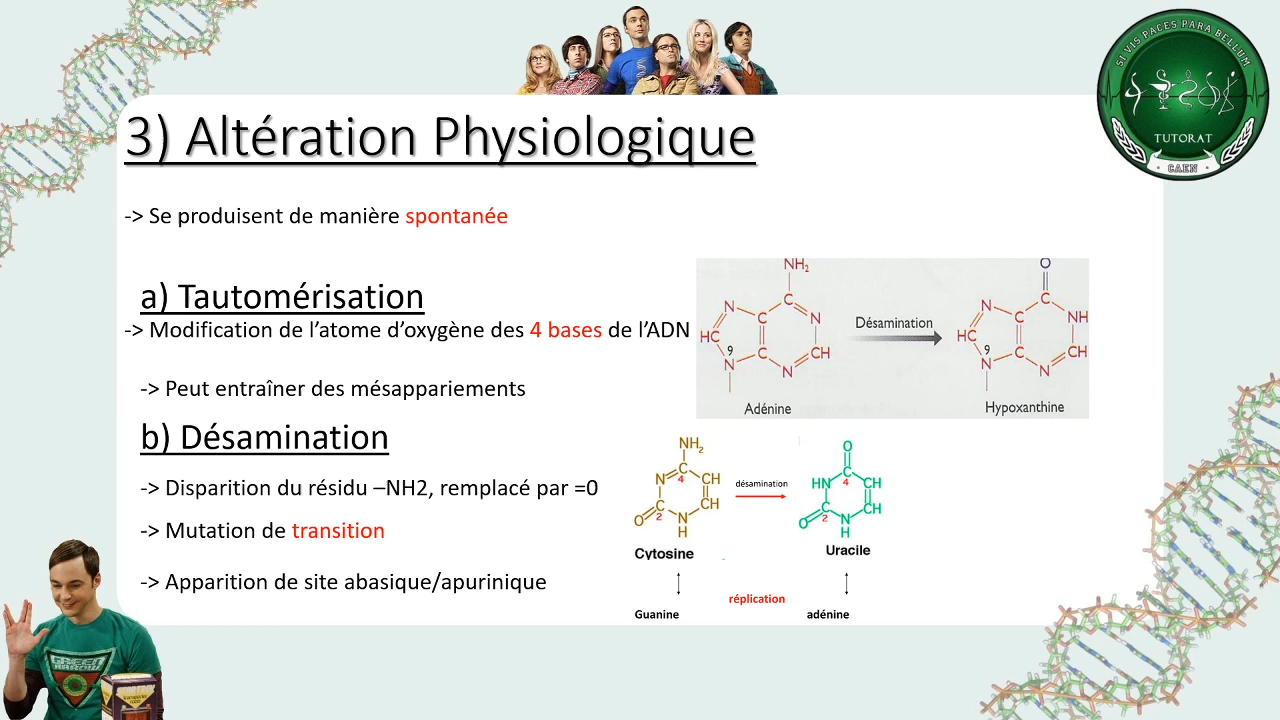 SI VIS PACES PARA BELLUM
TUTORAT
CAEN
3) Altération Physiologique
-> Se produisent de manière spontanée
a) Tautomérisation
-> Modification de l’atome d’oxygène des 4 bases de l’ADN
-> Peut entraîner des mésappariements
b) Désamination
-> Disparition du résidu –NH2, remplacé par =0
-> Mutation de transition
-> Apparition de site abasique/apurinique
NH₂
C
N
C
N
HC
9
C
CH
N
N
Adénine
Désamination
O
C
N
C
NH
HC
9
C
CH
N
N
Hypoxanthine
NH₂
C
N
4
CH
C
2
CH
O
N
H
Cytosine
désamination
O
C
HN
4
CH
C
2
CH
O
N
H
Uracile
réplication
Guanine
adénine
GREEN
ARROW